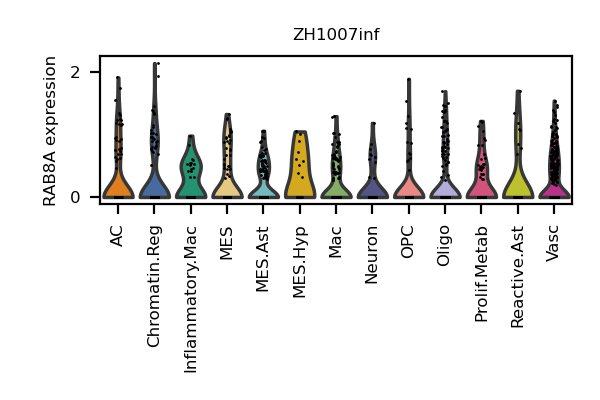 ZH1007inf
RAB8A expression
2
0
AC
Chromatin.Reg
Inflammatory.Mac
MES
MES.Ast
MES.Hyp
Mac
Neuron
OPC
Oligo
Prolif.Metab
Reactive.Ast
Vasc